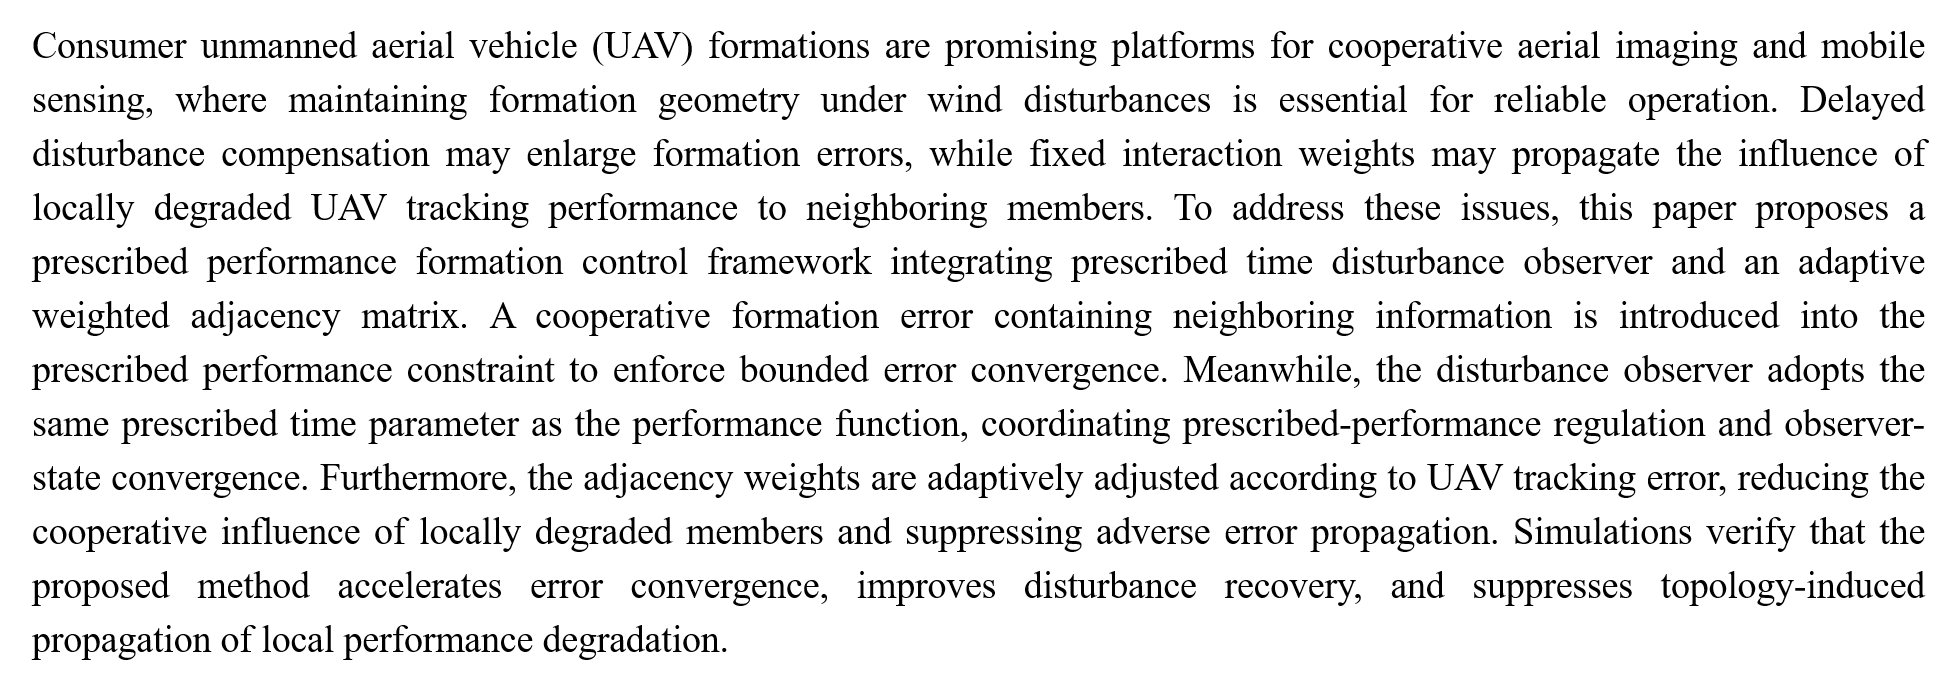 Consumer unmanned aerial vehicle (UAV) formations are promising platforms for cooperative aerial imaging and mobile
sensing, where maintaining formation geometry under wind disturbances is essential for reliable operation. Delayed
disturbance compensation may enlarge formation errors, while fixed interaction weights may propagate the influence of
locally degraded UAV tracking performance to neighboring members. To address these issues, this paper proposes a
prescribed performance formation control framework integrating prescribed time disturbance observer and an adaptive
weighted adjacency matrix. A cooperative formation error containing neighboring information is introduced into the
prescribed performance constraint to enforce bounded error convergence. Meanwhile, the disturbance observer adopts the
same prescribed time parameter as the performance function, coordinating prescribed-performance regulation and observer-
state convergence. Furthermore, the adjacency weights are adaptively adjusted according to UAV tracking error, reducing the
cooperative influence of locally degraded members and suppressing adverse error propagation. Simulations verify that the
proposed method accelerates error convergence, improves disturbance recovery, and suppresses topology-induced
propagation of local performance degradation.